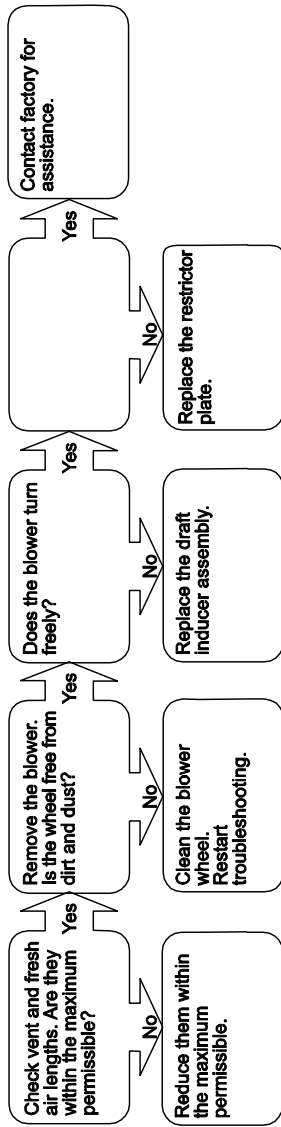 Check vent and fresh
air lengths. Are they
within the maximum
permissible?
Yes
No
Reduce them within
the maximum
permissible.
Remove the blower.
Is the wheel free from
dirt and dust?
Yes
No
Clean the blower
wheel.
Restart
troubleshooting.
Does the blower turn
freely?
Yes
No
Replace the draft
inducer assembly.
Yes
No
Replace the restrictor
plate.
Contact factory for
assistance.